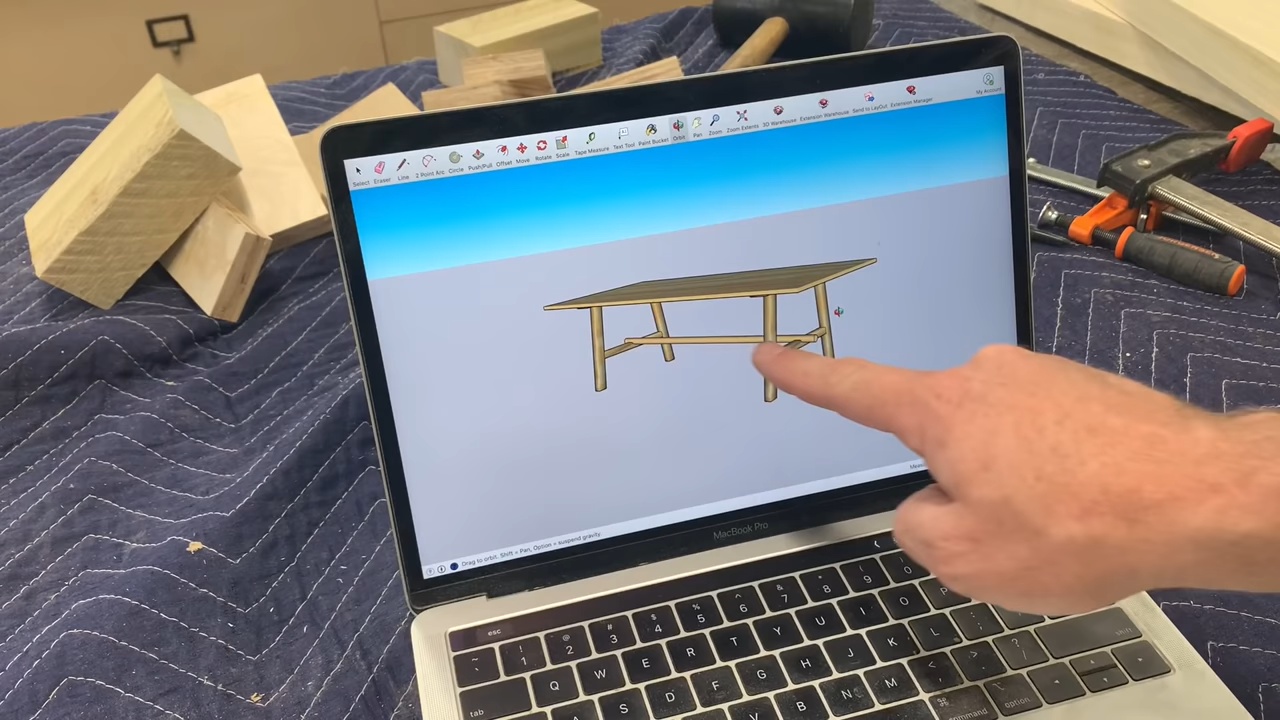 Select Eraser Line 2 Point Arc Circle Push/Pull Offset Move Rotate Scale Tape Measure Text Tool Paint Bucket Orbit Pan Zoom Zoom Extents 3D Warehouse Extension Warehouse Send to LayOut Extension Manager My Account
Drag to orbit. Shift = Pan, Option = suspend gravity
MacBook Pro
esc
~ ! @ # $ % ^ & * (
` 1 2 3 4 5 6 7 8 9 0
tab Q W E R T Y U I O P
A S D F G H J K L : ;
V B N M < , > . ? / shift
command option